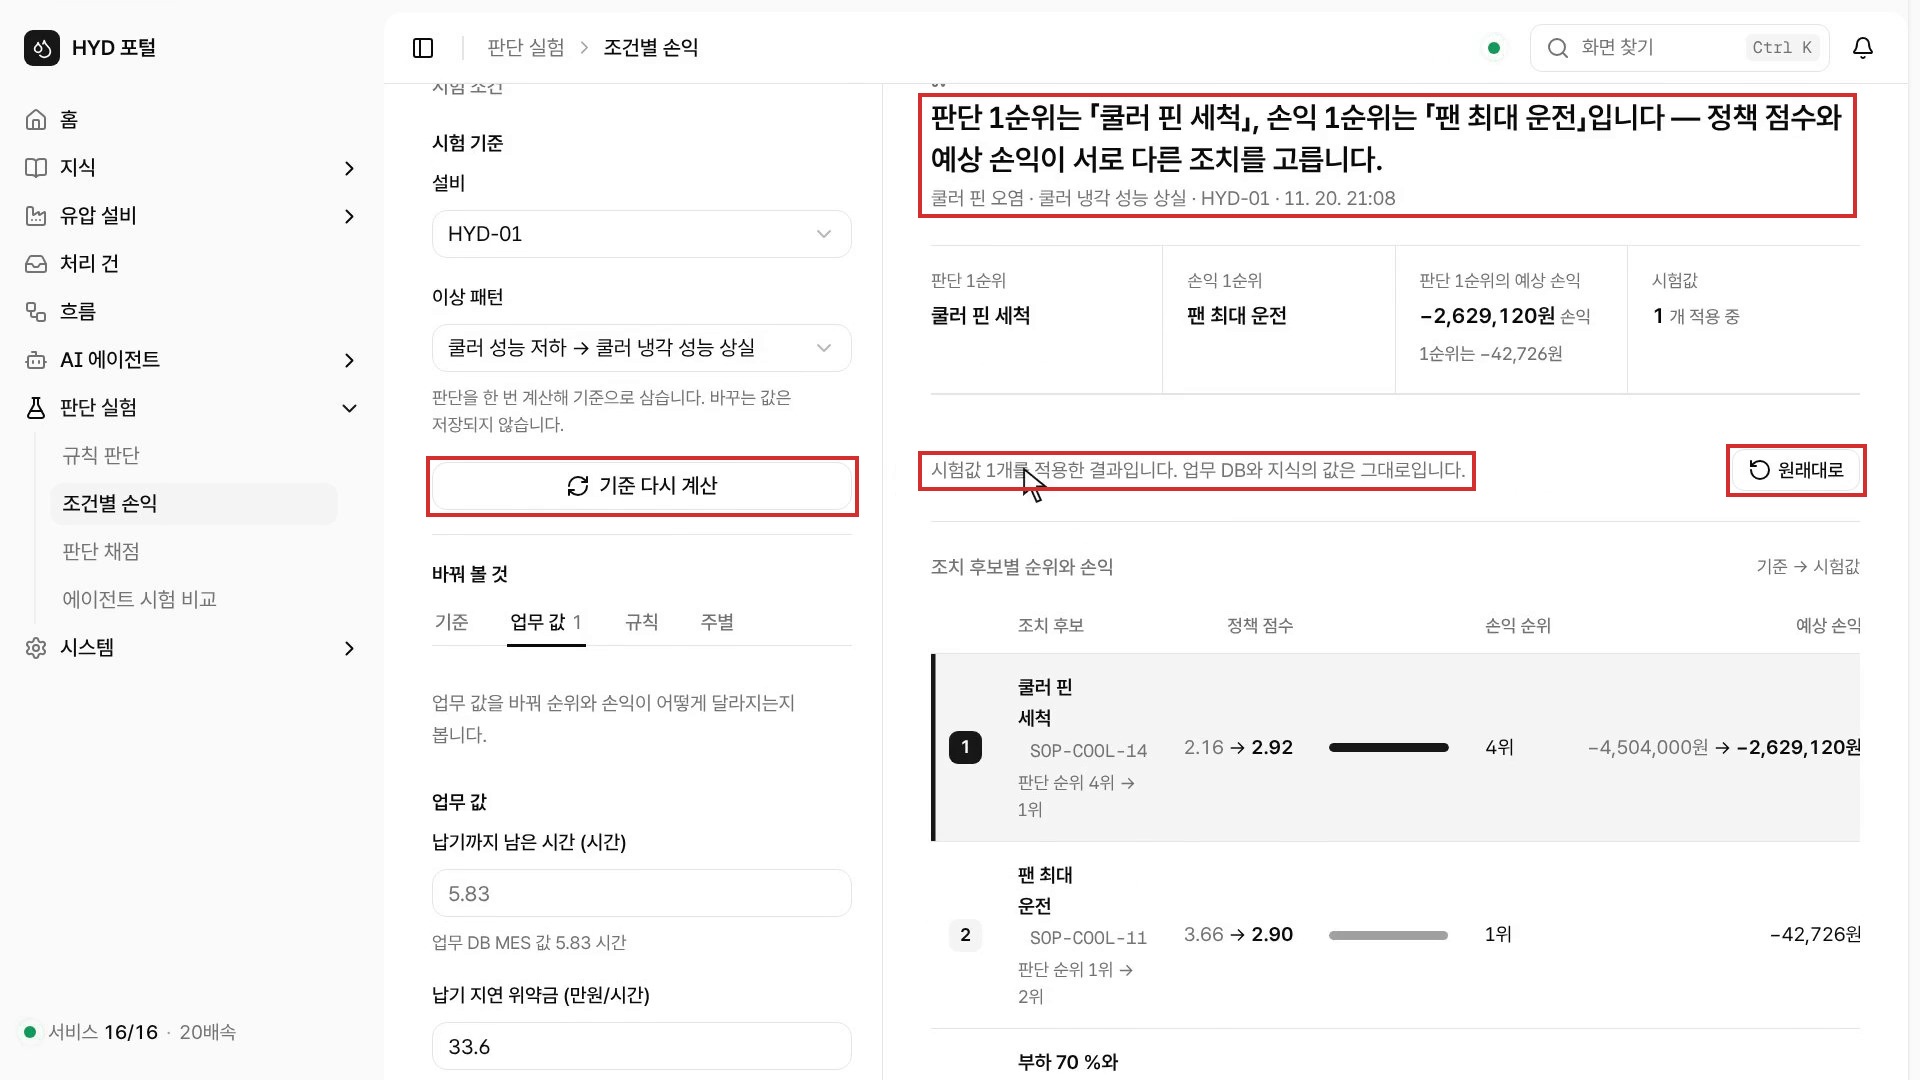 HYD 포털
홈
지식
유압 설비
처리 건
흐름
AI 에이전트
판단 실험
규칙 판단
조건별 손익
판단 채점
에이전트 시험 비교
시스템
서비스 16/16 · 20배속
판단 실험 > 조건별 손익
화면 찾기 Ctrl K
시험 조건
시험 기준
설비
HYD-01
이상 패턴
쿨러 성능 저하 → 쿨러 냉각 성능 상실
판단을 한 번 계산해 기준으로 삼습니다. 바꾸는 값은
저장되지 않습니다.
기준 다시 계산
바꿔 볼 것
기준 업무 값 1 규칙 주별
업무 값을 바꿔 순위와 손익이 어떻게 달라지는지
봅니다.
업무 값
납기까지 남은 시간 (시간)
5.83
업무 DB MES 값 5.83 시간
납기 지연 위약금 (만원/시간)
33.6
판단 1순위는 「쿨러 핀 세척」, 손익 1순위는 「팬 최대 운전」입니다 — 정책 점수와
예상 손익이 서로 다른 조치를 고릅니다.
쿨러 핀 오염 · 쿨러 냉각 성능 상실 · HYD-01 · 11. 20. 21:08
판단 1순위
쿨러 핀 세척
손익 1순위
팬 최대 운전
판단 1순위의 예상 손익
−2,629,120원 손익
1순위는 −42,726원
시험값
1 개 적용 중
시험값 1개를 적용한 결과입니다. 업무 DB와 지식의 값은 그대로입니다.
원래대로
조치 후보별 순위와 손익
기준 → 시험값
조치 후보 정책 점수 손익 순위 예상 손익
쿨러 핀
세척
1 SOP-COOL-14 2.16 → 2.92 4위 −4,504,000원 → −2,629,120원
판단 순위 4위 →
1위
팬 최대
운전
2 SOP-COOL-11 3.66 → 2.90 1위 −42,726원
판단 순위 1위 →
2위
부하 70 %와